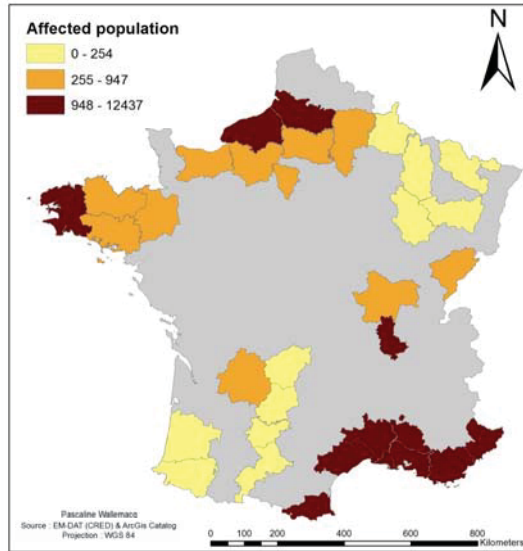 Affected population
0 - 254
255 - 947
948 - 12437
N
Pascaline Wallemacq
Source : EM-DAT (CRED) & ArcGis Catalog
Projection : WGS 84
0 100 200 400 600 800
Kilometers